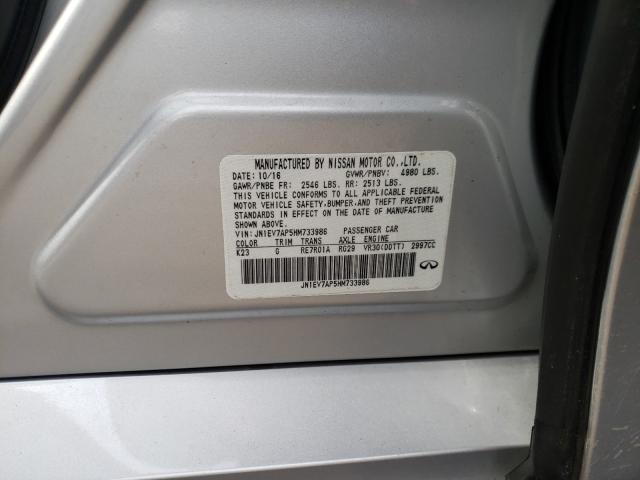 MANUFACTURED BY NISSAN MOTOR CO.,LTD.
DATE: 10/16 GVWR/PNBV: 4980 LBS.
GAWR/PNBE FR: 2546 LBS. RR: 2513 LBS.
THIS VEHICLE CONFORMS TO ALL APPLICABLE FEDERAL
MOTOR VEHICLE SAFETY,BUMPER,AND THEFT PREVENTION
STANDARDS IN EFFECT ON THE DATE OF MANUFACTURE
SHOWN ABOVE.
VIN: JN1EV7AP5HM733986 PASSENGER CAR
COLOR TRIM TRANS AXLE ENGINE
K23 G RE7R01A RG29 VR30(DDTT) 2997CC
JN1EV7AP5HM733986